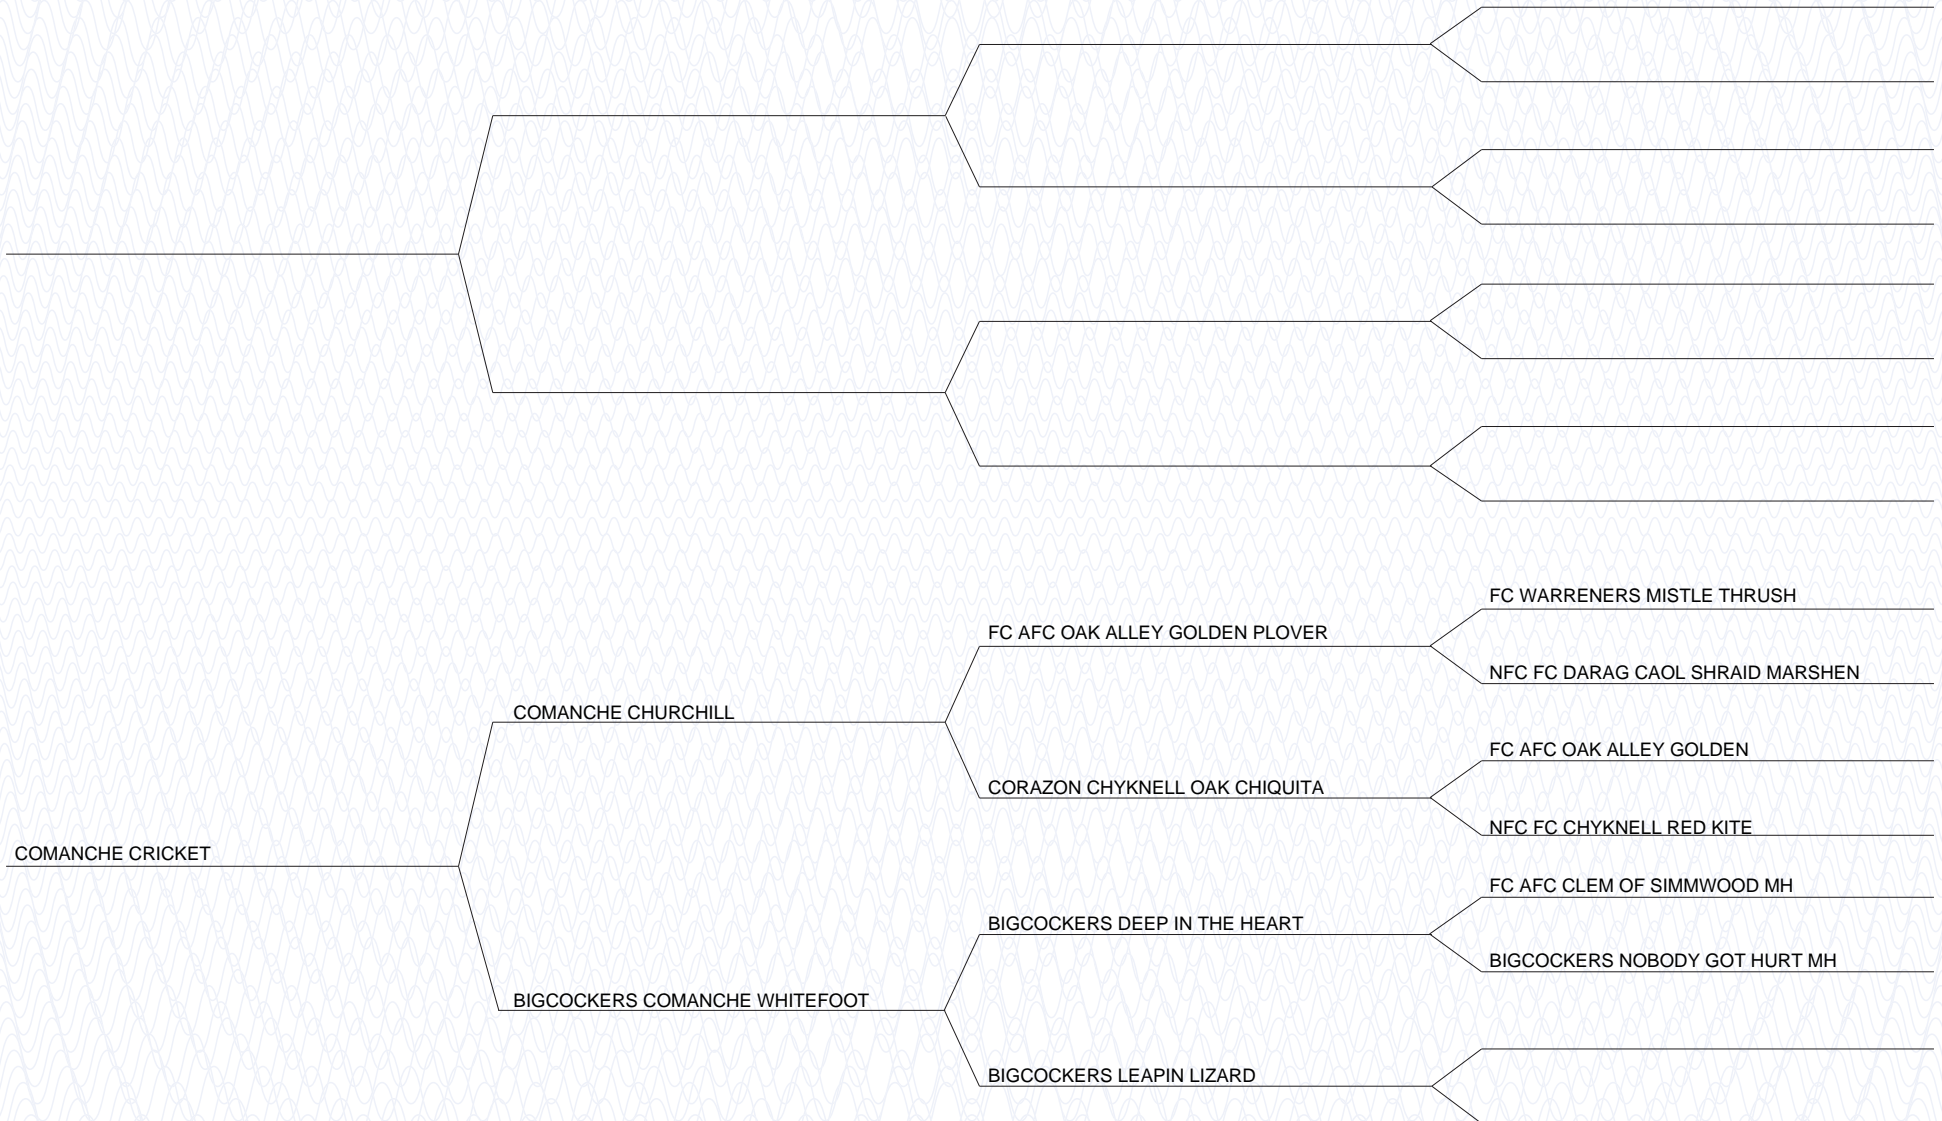 FC WARRENERS MISTLE THRUSH
FC AFC OAK ALLEY GOLDEN PLOVER
NFC FC DARAG CAOL SHRAID MARSHEN
COMANCHE CHURCHILL
FC AFC OAK ALLEY GOLDEN
CORAZON CHYKNELL OAK CHIQUITA
NFC FC CHYKNELL RED KITE
COMANCHE CRICKET
FC AFC CLEM OF SIMMWOOD MH
BIGCOCKERS DEEP IN THE HEART
BIGCOCKERS NOBODY GOT HURT MH
BIGCOCKERS COMANCHE WHITEFOOT
BIGCOCKERS LEAPIN LIZARD